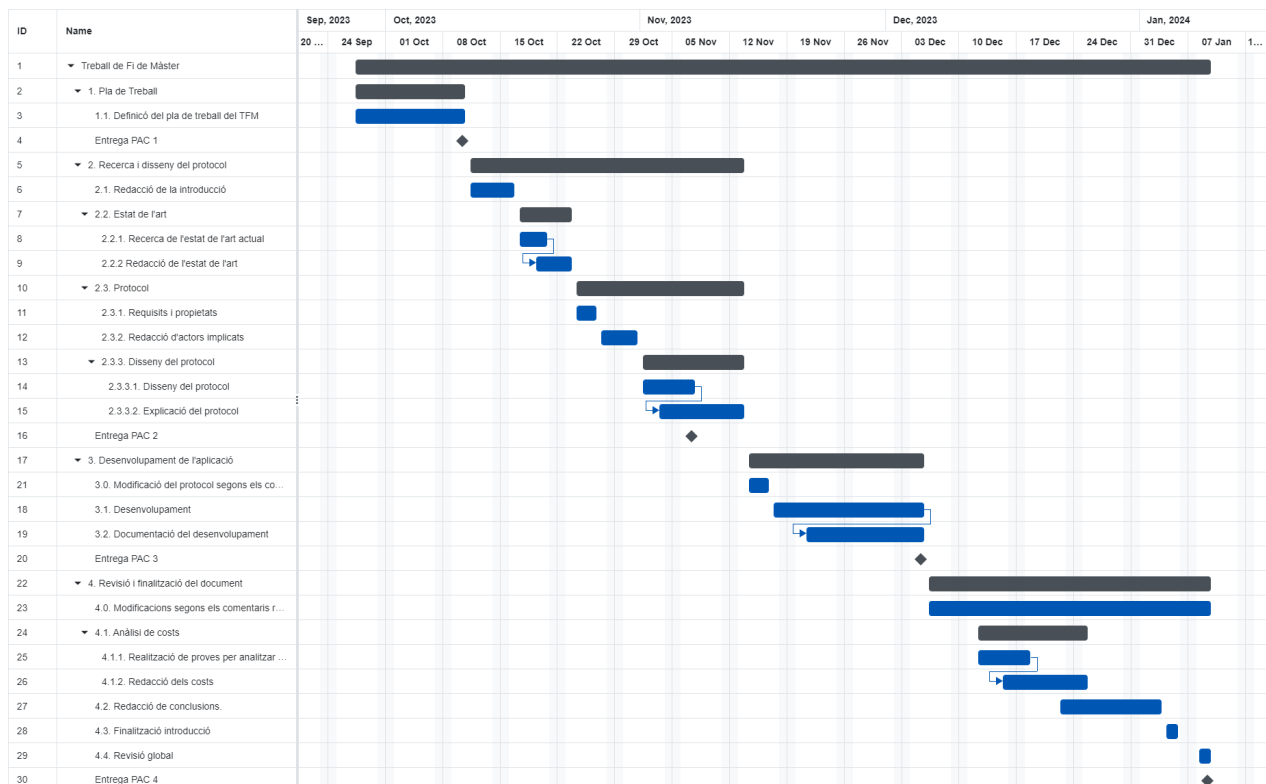 ID Name Sep, 2023 Oct, 2023 Nov, 2023 Dec, 2023 Jan, 2024
20 ... 24 Sep 01 Oct 08 Oct 15 Oct 22 Oct 29 Oct 05 Nov 12 Nov 19 Nov 26 Nov 03 Dec 10 Dec 17 Dec 24 Dec 31 Dec 07 Jan 1...
1 Treball de Fi de Màster
2 1. Pla de Treball
3 1.1. Definició del pla de treball del TFM
4 Entrega PAC 1
5 2. Recerca i disseny del protocol
6 2.1. Redacció de la introducció
7 2.2. Estat de l'art
8 2.2.1. Recerca de l'estat de l'art actual
9 2.2.2 Redacció de l'estat de l'art
10 2.3. Protocol
11 2.3.1. Requisits i propietats
12 2.3.2. Redacció d'actors implicats
13 2.3.3. Disseny del protocol
14 2.3.3.1. Disseny del protocol
15 2.3.3.2. Explicació del protocol
16 Entrega PAC 2
17 3. Desenvolupament de l'aplicació
21 3.0. Modificació del protocol segons els co...
18 3.1. Desenvolupament
19 3.2. Documentació del desenvolupament
20 Entrega PAC 3
22 4. Revisió i finalització del document
23 4.0. Modificacions segons els comentaris r...
24 4.1. Anàlisi de costs
25 4.1.1. Realització de proves per analitzar ...
26 4.1.2. Redacció dels costs
27 4.2. Redacció de conclusions.
28 4.3. Finalització introducció
29 4.4. Revisió global
30 Entrega PAC 4